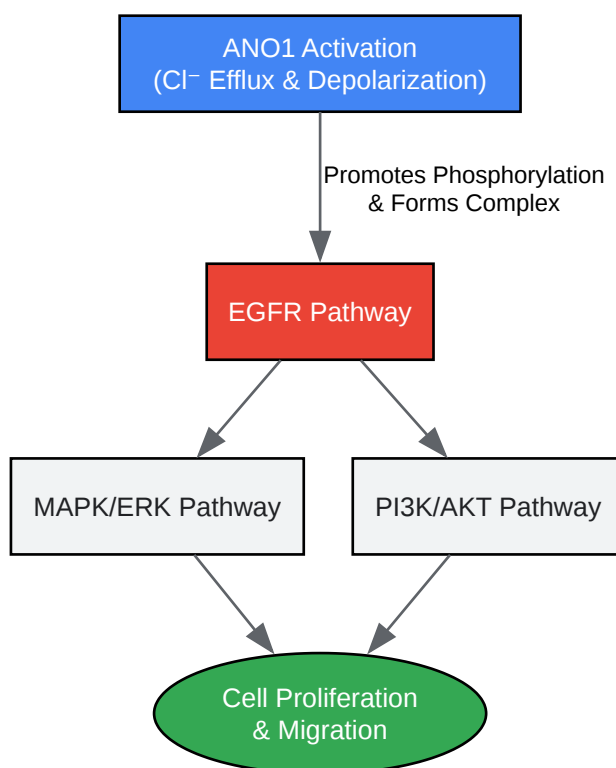 ANO1 Activation
(Cl⁻ Efflux & Depolarization)
Promotes Phosphorylation
& Forms Complex
EGFR Pathway
MAPK/ERK Pathway
PI3K/AKT Pathway
Cell Proliferation
& Migration